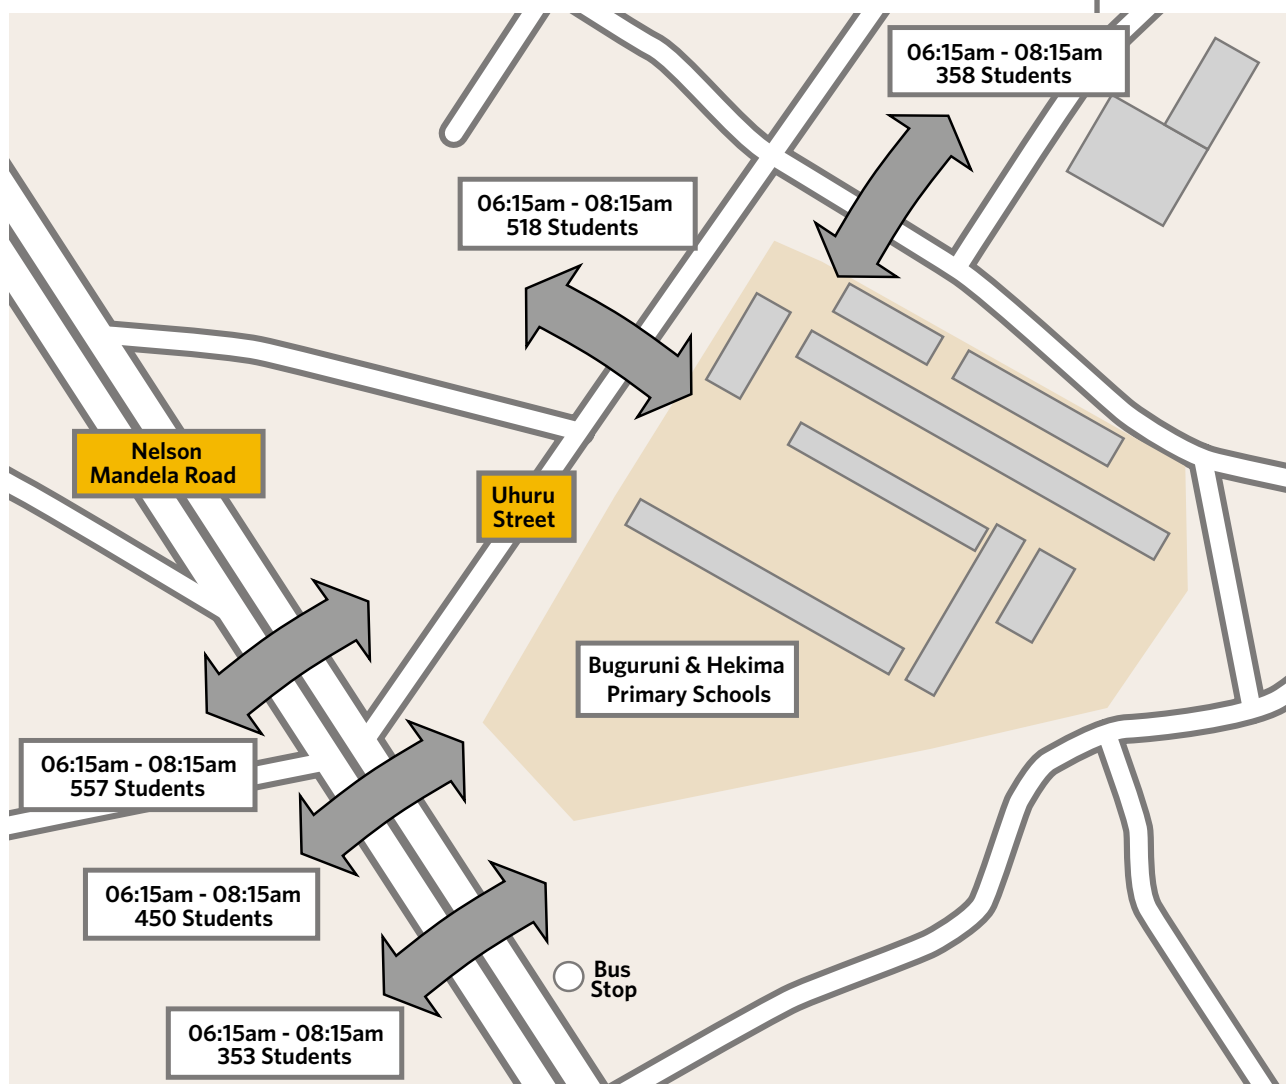 06:15am - 08:15am
358 Students
06:15am - 08:15am
518 Students
Nelson
Mandela Road
Uhuru
Street
Buguruni & Hekima
Primary Schools
06:15am - 08:15am
557 Students
06:15am - 08:15am
450 Students
Bus
Stop
06:15am - 08:15am
353 Students